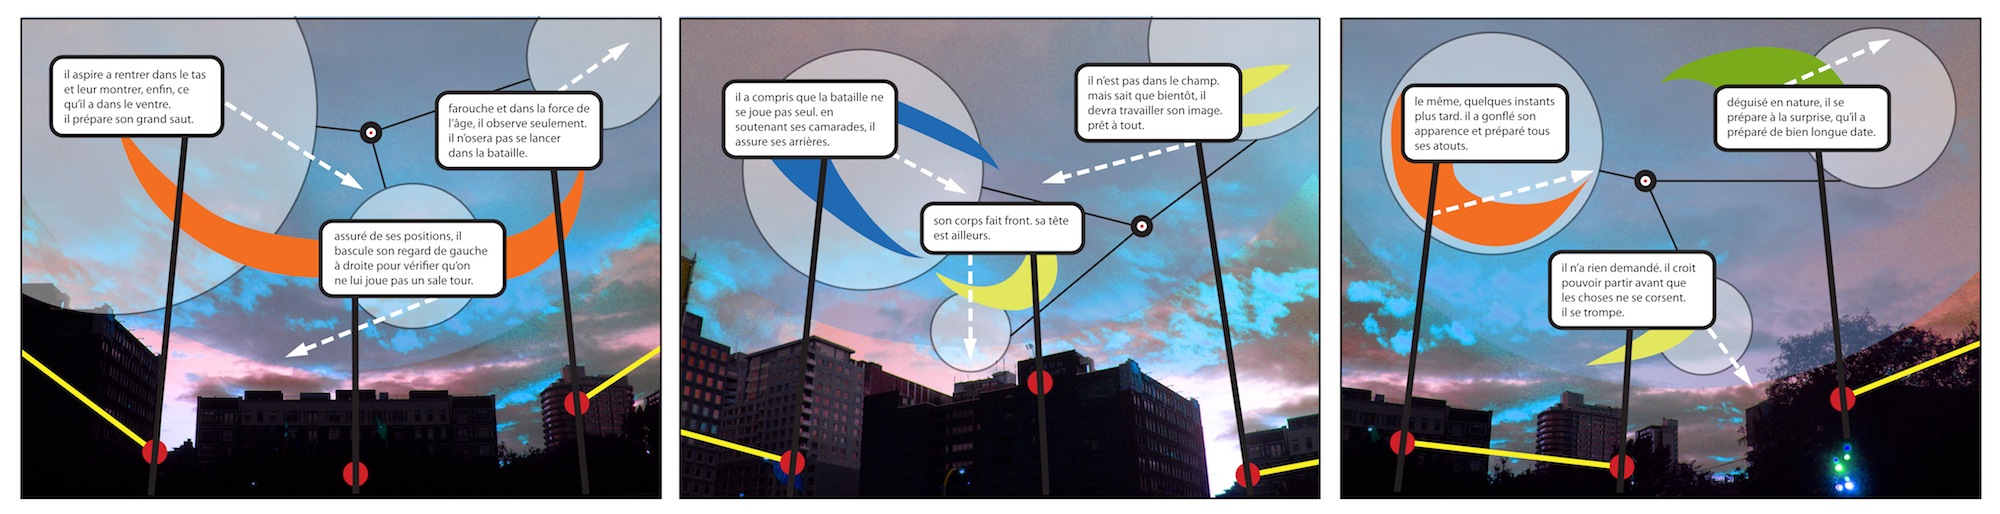 il aspire a rentrer dans le tas
et leur montrer, enfin, ce
qu'il a dans le ventre.
il prépare son grand saut.
farouche et dans la force de
l'âge, il observe seulement.
il n'osera pas se lancer
dans la bataille.
assuré de ses positions, il
bascule son regard de gauche
à droite pour vérifier qu'on
ne lui joue pas un sale tour.
il a compris que la bataille ne
se joue pas seul. en
soutenant ses camarades, il
assure ses arrières.
il n'est pas dans le champ.
mais sait que bientôt, il
devra travailler son image.
prêt à tout.
son corps fait front. sa tête
est ailleurs.
le même, quelques instants
plus tard. il a gonflé son
apparence et préparé tous
ses atouts.
déguisé en nature, il se
prépare à la surprise, qu'il a
préparé de bien longue date.
il n'a rien demandé. il croit
pouvoir partir avant que
les choses ne se corsent.
il se trompe.